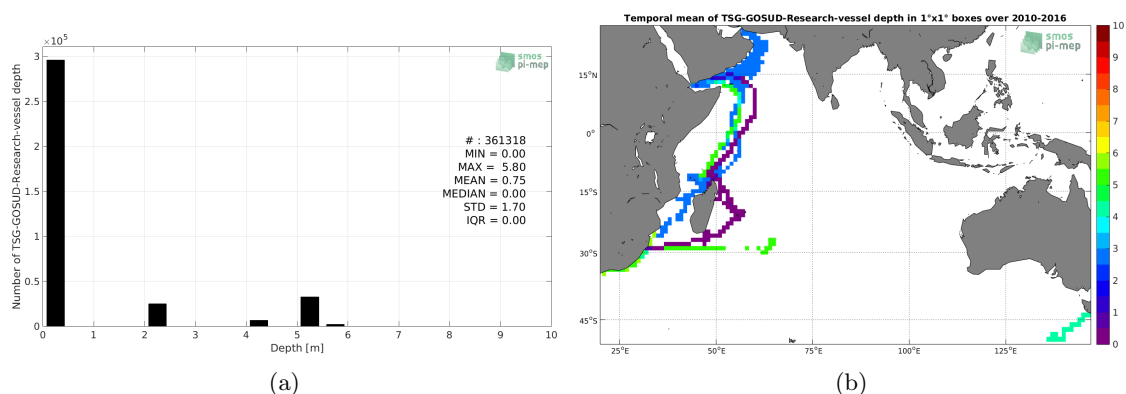 Temporal mean of TSG-GOSUD-Research-vessel depth in 1°x1° boxes over 2010-2016
x 10⁵
Number of TSG-GOSUD-Research-vessel depth
3
2.5
2
1.5
1
0.5
0
0 1 2 3 4 5 6 7 8 9 10
Depth [m]
smos
pi-mep
# : 361318
MIN = 0.00
MAX = 5.80
MEAN = 0.75
MEDIAN = 0.00
STD = 1.70
IQR = 0.00
(a)
smos
pi-mep
15°N
0°
15°S
30°S
45°S
25°E 50°E 75°E 100°E 125°E
10
9
8
7
6
5
4
3
2
1
0
(b)